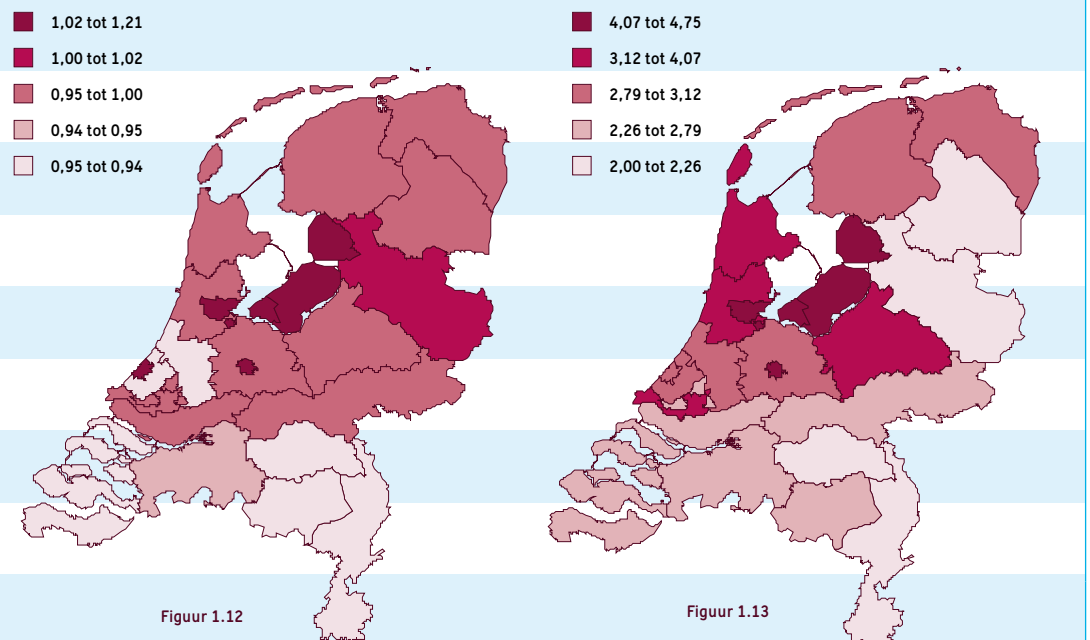 1,02 tot 1,21
1,00 tot 1,02
0,95 tot 1,00
0,94 tot 0,95
0,95 tot 0,94
Figuur 1.12
4,07 tot 4,75
3,12 tot 4,07
2,79 tot 3,12
2,26 tot 2,79
2,00 tot 2,26
Figuur 1.13